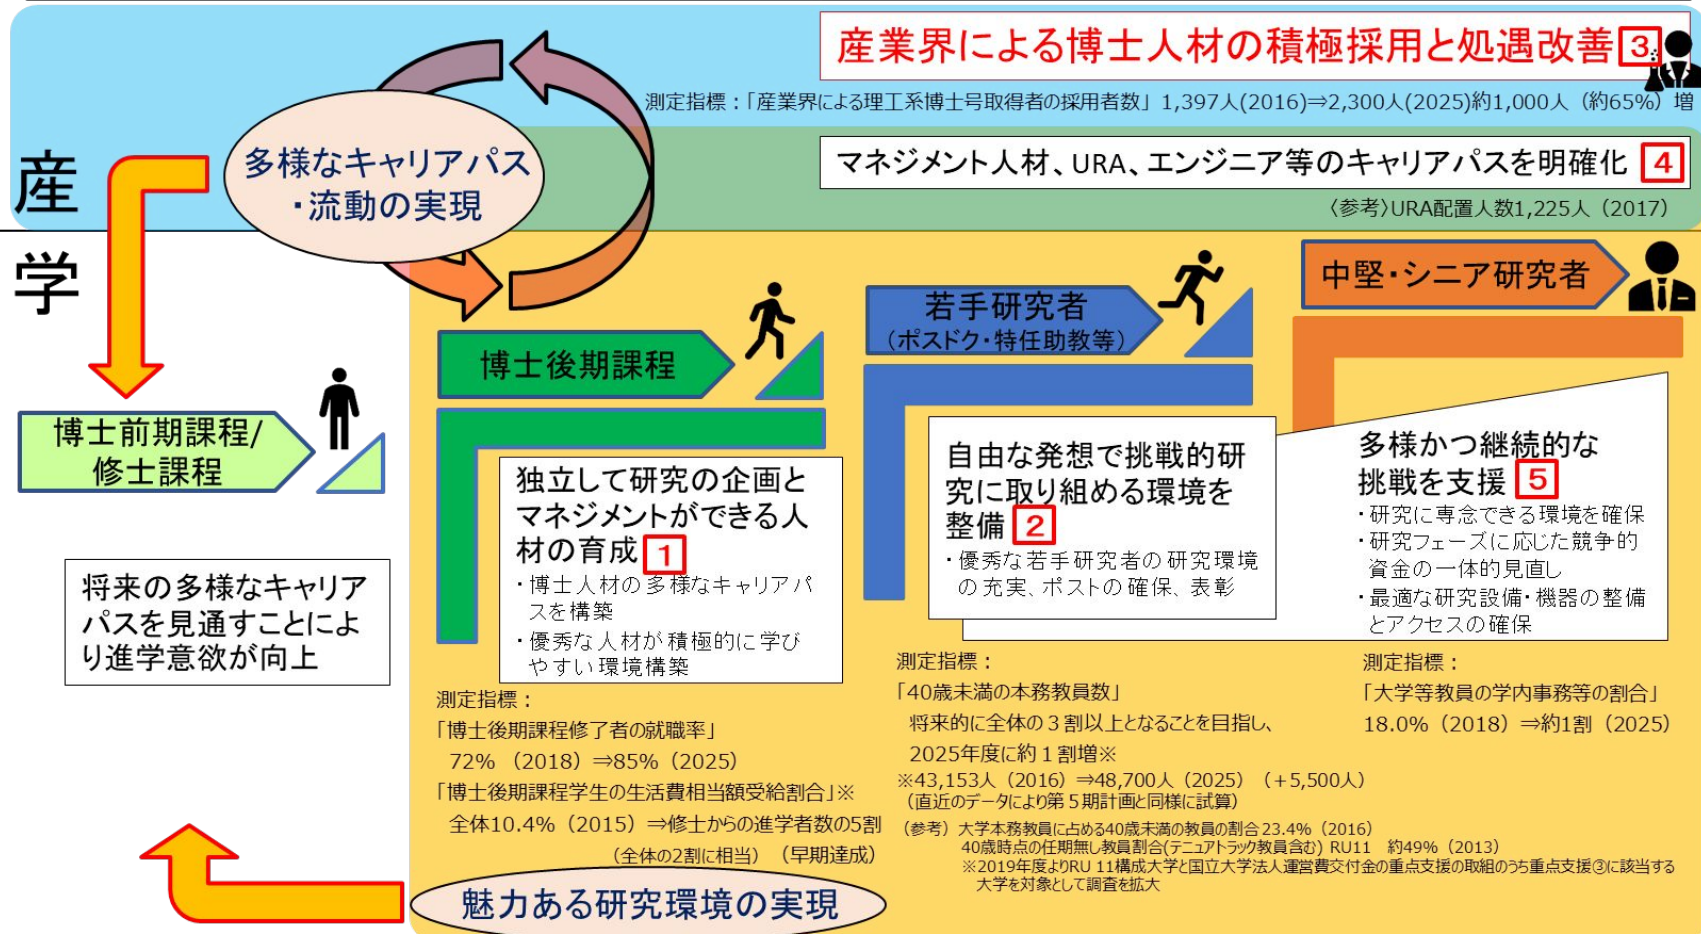 産業界による博士人材の積極採用と処遇改善 3
測定指標：「産業界による理工系博士号取得者の採用者数」 1,397人(2016)⇒2,300人(2025)約1,000人（約65%）増
産
多様なキャリアパス
・流動の実現
マネジメント人材、URA、エンジニア等のキャリアパスを明確化 4
〈参考〉URA配置人数1,225人（2017）
学
博士前期課程/
修士課程
将来の多様なキャリア
パスを見通すことによ
り進学意欲が向上
博士後期課程
独立して研究の企画と
マネジメントができる人
材の育成 1
・博士人材の多様なキャリアパ
スを構築
・優秀な人材が積極的に学び
やすい環境構築
測定指標：
「博士後期課程修了者の就職率」
72% （2018）⇒85%（2025）
「博士後期課程学生の生活費相当額受給割合」※
全体10.4%（2015）⇒修士からの進学者数の5割
（全体の2割に相当）（早期達成）
若手研究者
（ポスドク・特任助教等）
自由な発想で挑戦的研
究に取り組める環境を
整備 2
・優秀な若手研究者の研究環境
の充実、ポストの確保、表彰
測定指標：
「40歳未満の本務教員数」
将来的に全体の３割以上となることを目指し、
2025年度に約１割増※
※43,153人（2016）⇒48,700人（2025）（+5,500人）
（直近のデータにより第５期計画と同様に試算）
（参考）大学本務教員に占める40歳未満の教員の割合 23.4%（2016）
40歳時点の任期無し教員割合(テニュアトラック教員含む) RU11 約49%（2013）
※2019年度よりRU 11構成大学と国立大学法人運営費交付金の重点支援の取組のうち重点支援③に該当する
大学を対象として調査を拡大
中堅・シニア研究者
多様かつ継続的な
挑戦を支援 5
・研究に専念できる環境を確保
・研究フェーズに応じた競争的
資金の一体的見直し
・最適な研究設備・機器の整備
とアクセスの確保
測定指標：
「大学等教員の学内事務等の割合」
18.0%（2018）⇒約1割（2025）
魅力ある研究環境の実現